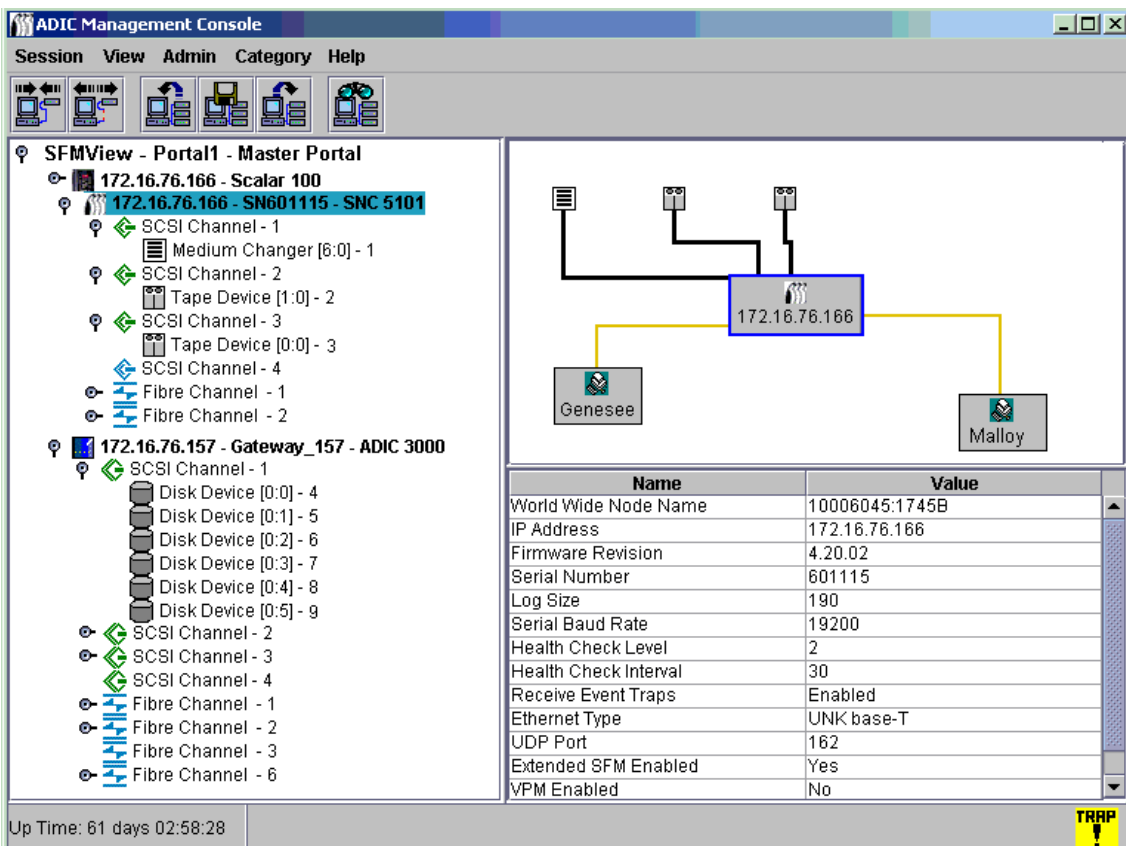 ADIC Management Console
Session View Admin Category Help
SFMView - Portal1 - Master Portal
172.16.76.166 - Scalar 100
172.16.76.166 - SN601115 - SNC 5101
SCSI Channel - 1
Medium Changer [6:0] - 1
SCSI Channel - 2
Tape Device [1:0] - 2
SCSI Channel - 3
Tape Device [0:0] - 3
SCSI Channel - 4
Fibre Channel - 1
Fibre Channel - 2
172.16.76.157 - Gateway_157 - ADIC 3000
SCSI Channel - 1
Disk Device [0:0] - 4
Disk Device [0:1] - 5
Disk Device [0:2] - 6
Disk Device [0:3] - 7
Disk Device [0:4] - 8
Disk Device [0:5] - 9
SCSI Channel - 2
SCSI Channel - 3
SCSI Channel - 4
Fibre Channel - 1
Fibre Channel - 2
Fibre Channel - 3
Fibre Channel - 6
172.16.76.166
Genesee
Malloy
Name Value
World Wide Node Name 10006045:1745B
IP Address 172.16.76.166
Firmware Revision 4.20.02
Serial Number 601115
Log Size 190
Serial Baud Rate 19200
Health Check Level 2
Health Check Interval 30
Receive Event Traps Enabled
Ethernet Type UNK base-T
UDP Port 162
Extended SFM Enabled Yes
VPM Enabled No
Up Time: 61 days 02:58:28
TRAP
!